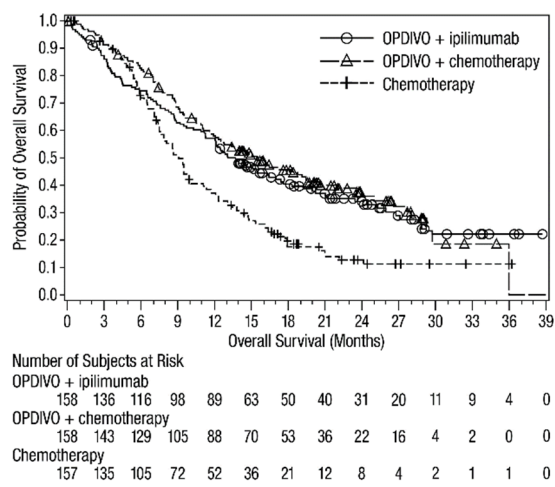 1.0
0.9
0.8
0.7
0.6
0.5
0.4
0.3
0.2
0.1
0.0
Probability of Overall Survival
OPDIVO + ipilimumab
OPDIVO + chemotherapy
Chemotherapy
0 3 6 9 12 15 18 21 24 27 30 33 36 39
Overall Survival (Months)
Number of Subjects at Risk
OPDIVO + ipilimumab
158 136 116 98 89 63 50 40 31 20 11 9 4 0
OPDIVO + chemotherapy
158 143 129 105 88 70 53 36 22 16 4 2 0 0
Chemotherapy
157 135 105 72 52 36 21 12 8 4 2 1 1 0